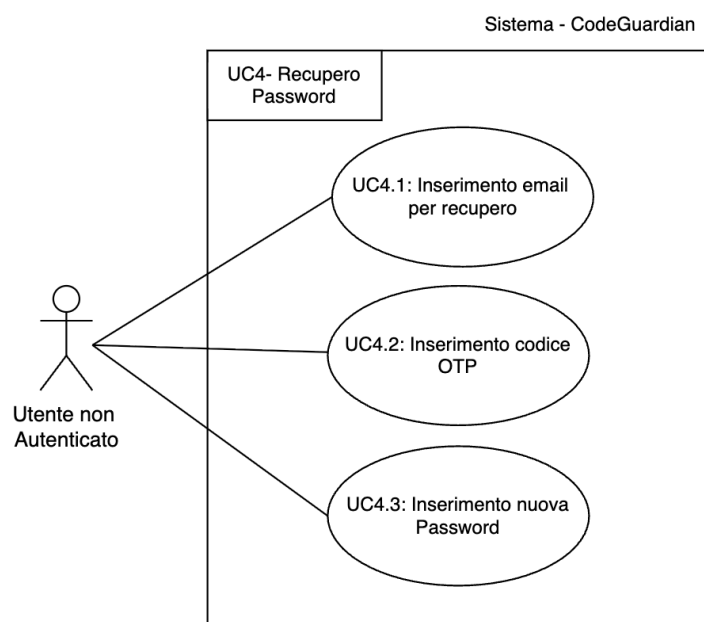 Sistema - CodeGuardian
UC4- Recupero
Password
UC4.1: Inserimento email
per recupero
UC4.2: Inserimento codice
OTP
Utente non
Autenticato
UC4.3: Inserimento nuova
Password